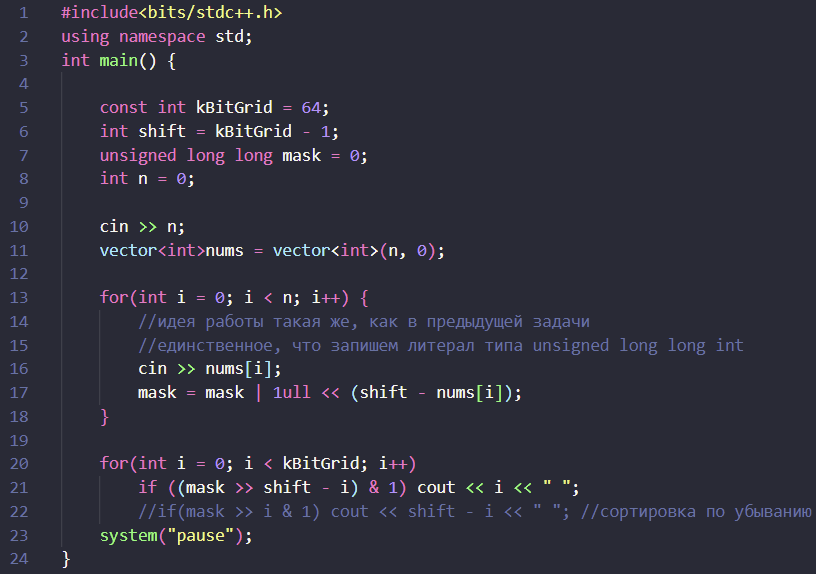 1 #include<bits/stdc++.h>
2 using namespace std;
3 int main() {
4
5 const int kBitGrid = 64;
6 int shift = kBitGrid - 1;
7 unsigned long long mask = 0;
8 int n = 0;
9
10 cin >> n;
11 vector<int>nums = vector<int>(n, 0);
12
13 for(int i = 0; i < n; i++) {
14 //идея работы такая же, как в предыдущей задачи
15 //единственное, что запишем литерал типа unsigned long long int
16 cin >> nums[i];
17 mask = mask | 1ull << (shift - nums[i]);
18 }
19
20 for(int i = 0; i < kBitGrid; i++)
21 if ((mask >> shift - i) & 1) cout << i << " ";
22 //if(mask >> i & 1) cout << shift - i << " "; //сортировка по убыванию
23 system("pause");
24 }